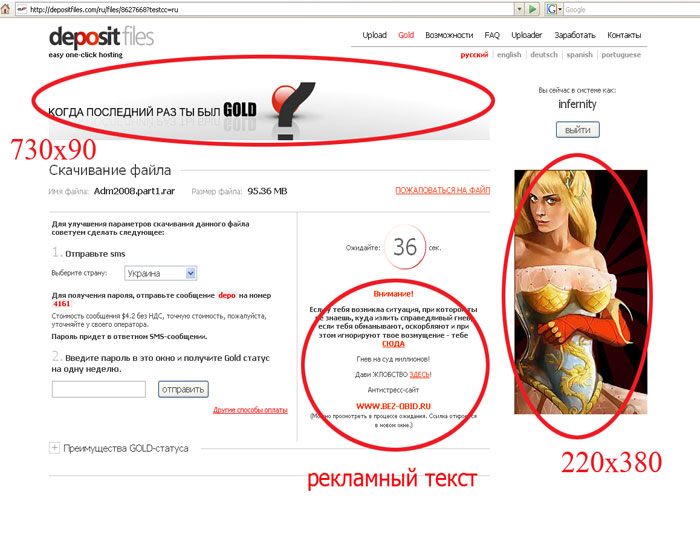 http://depositfiles.com/ru/files/8627668?testcc=ru
Google
depositfiles
easy one-click hosting
Upload Gold Возможности FAQ Uploader Заработать Контакты
русский | english | deutsch | spanish | portuguese
КОГДА ПОСЛЕДНИЙ РАЗ ТЫ БЫЛ GOLD ?
Вы сейчас в системе как:
infernity
выйти
730x90
Скачивание файла
Имя файла: Adm2008.part1.rar Размер файла: 95.36 MB ПОЖАЛОВАТЬСЯ НА ФАЙЛ
Для улучшения параметров скачивания данного файла
советуем сделать следующее:
1. Отправьте sms
Выберите страну: Украина
Для получения пароля, отправьте сообщение depo на номер
4161
Стоимость сообщения $4.2 без НДС, точную стоимость, пожалуйста,
уточняйте у своего оператора.
Пароль придет в ответном SMS-сообщении.
2. Введите пароль в это окно и получите Gold статус
на одну неделю.
отправить
Другие способы оплаты
Ожидайте: 36 сек.
Внимание!
Если у тебя возникла ситуация, при которой ты
не знаешь, куда излить справедливый гнев,
если тебя обманывают, оскорбляют и при
этом игнорируют твое возмущение - тебе
СЮДА
Гнев на суд миллионов!
Дави ЖЛОБСТВО ЗДЕСЬ!
Антистресс-сайт
WWW.BEZ-OBID.RU
(Можно просмотреть в процессе ожидания. Ссылка откроется
в новом окне.)
+ Преимущества GOLD-статуса
рекламный текст
220x380